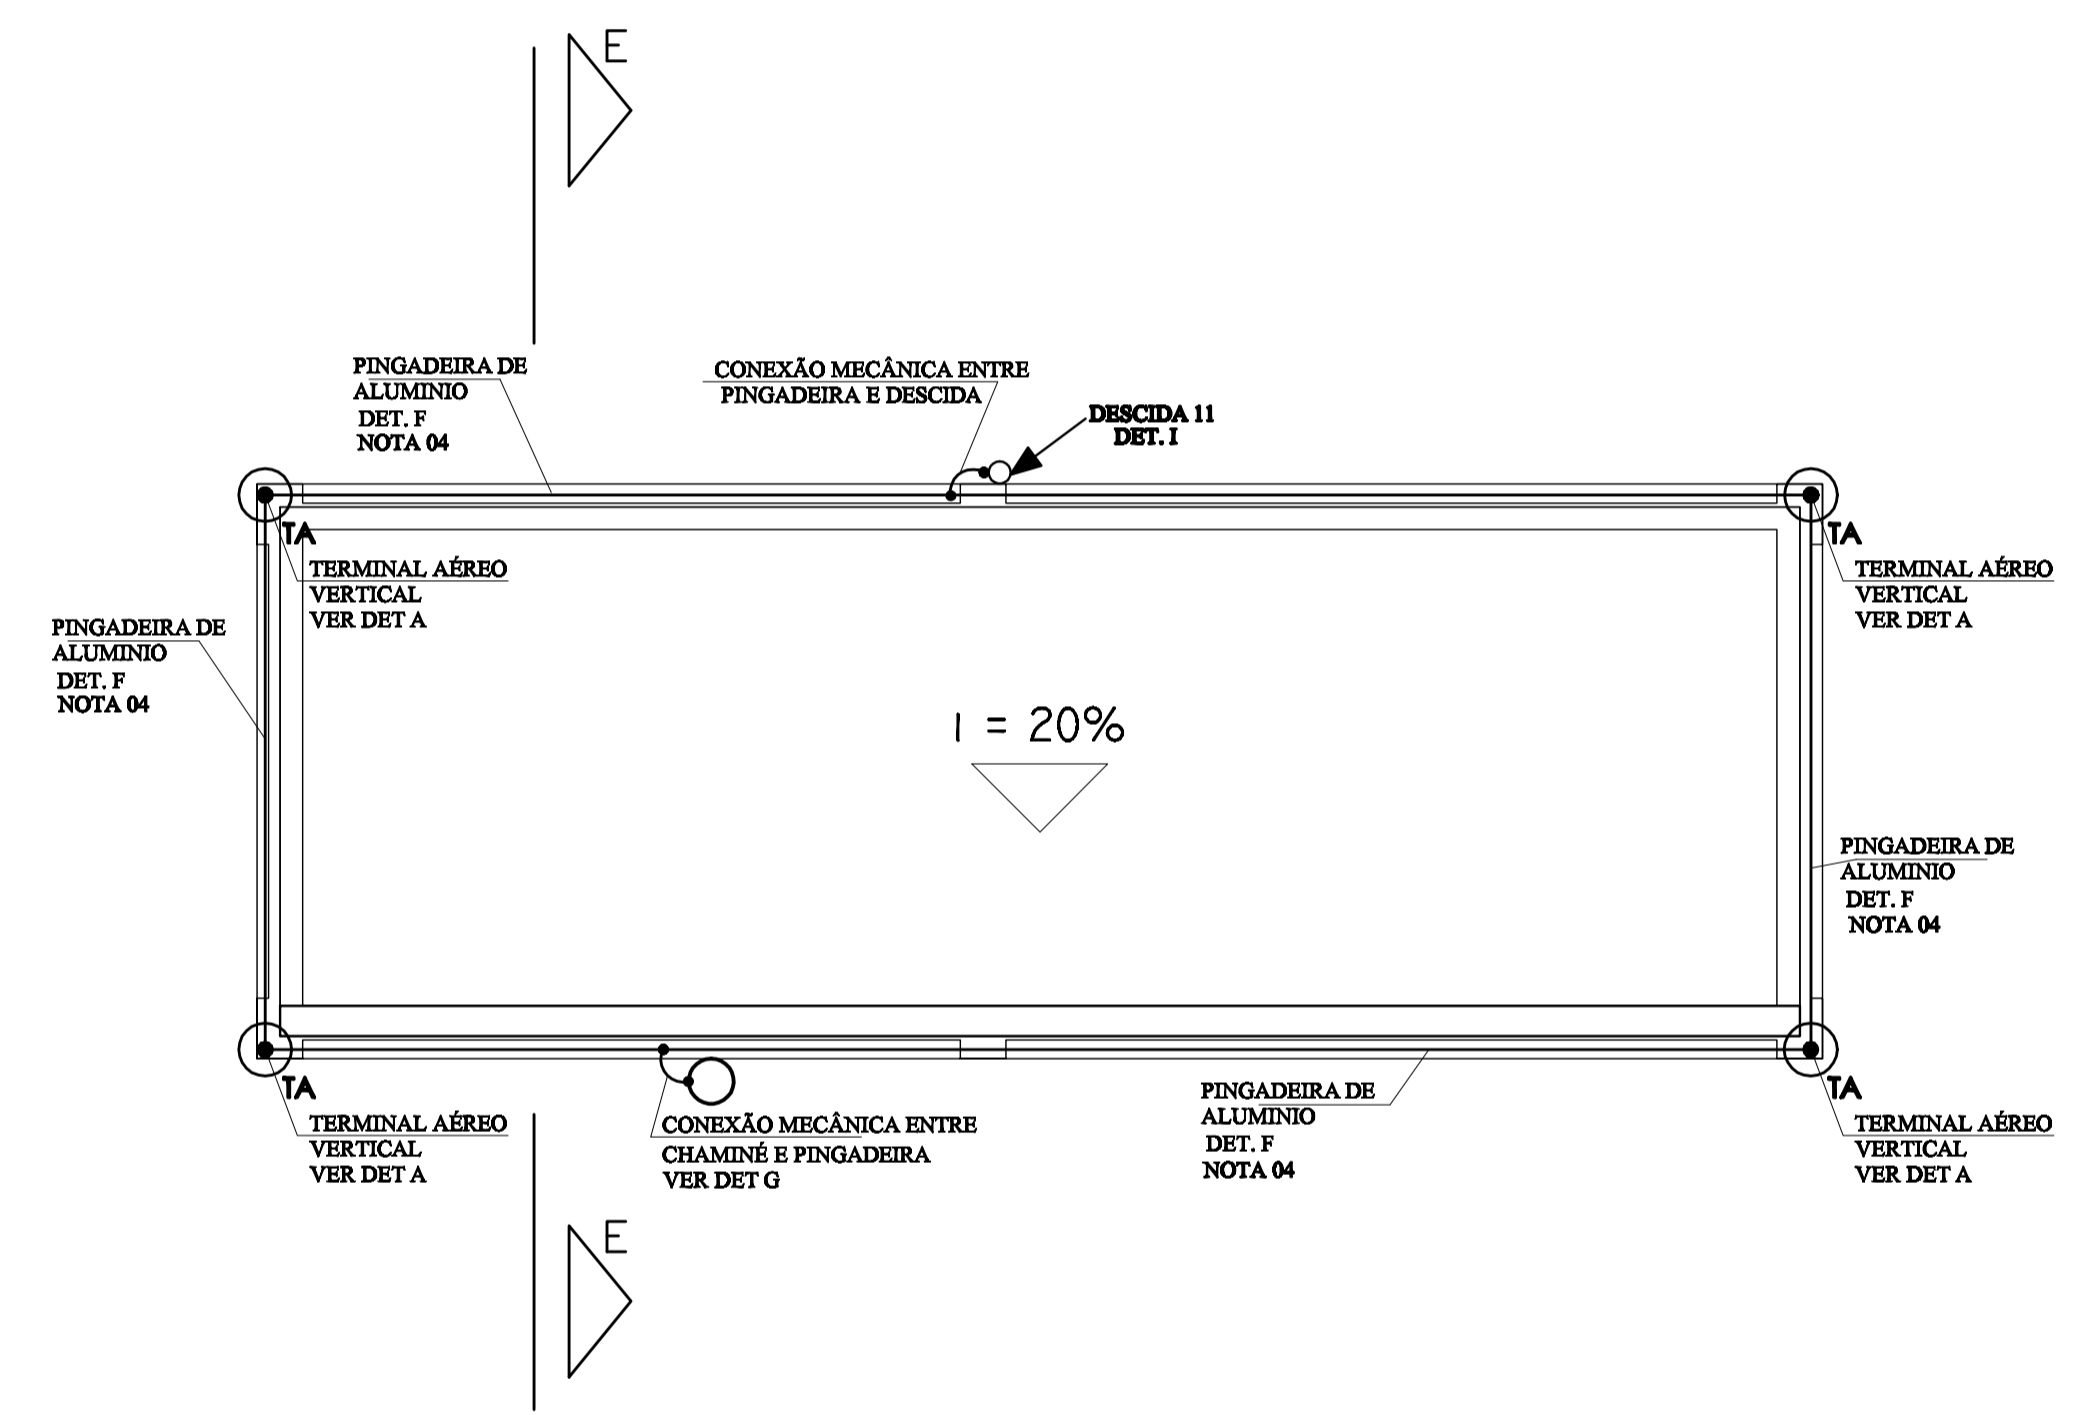 E
PINGADEIRA DE
ALUMINIO
DET. F
NOTA 04
CONEXÃO MECÂNICA ENTRE
PINGADEIRA E DESCIDA
DESCIDA 11
DET. I
TA
TERMINAL AÉREO
VERTICAL
VER DET A
TA
TERMINAL AÉREO
VERTICAL
VER DET A
PINGADEIRA DE
ALUMINIO
DET. F
NOTA 04
I = 20%
PINGADEIRA DE
ALUMINIO
DET. F
NOTA 04
TA
TERMINAL AÉREO
VERTICAL
VER DET A
CONEXÃO MECÂNICA ENTRE
CHAMINÉ E PINGADEIRA
VER DET G
PINGADEIRA DE
ALUMINIO
DET. F
NOTA 04
TA
TERMINAL AÉREO
VERTICAL
VER DET A
E